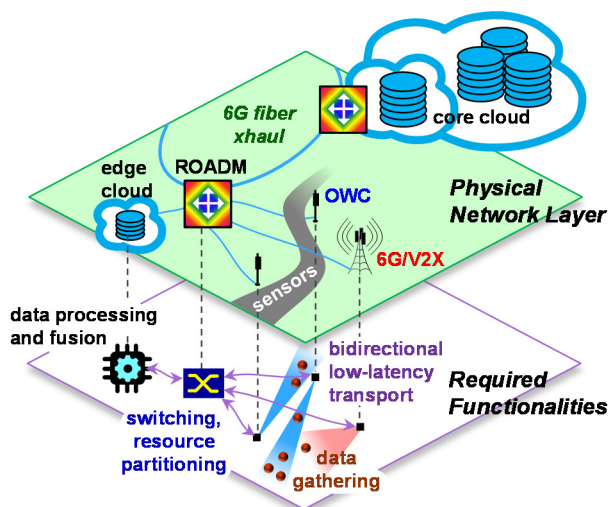 6G fiber
xhaul
core cloud
ROADM
edge
cloud
OWC
Physical
Network Layer
6G/V2X
sensors
data processing
and fusion
bidirectional
low-latency
transport
Required
Functionalities
switching,
resource
partitioning
data
gathering